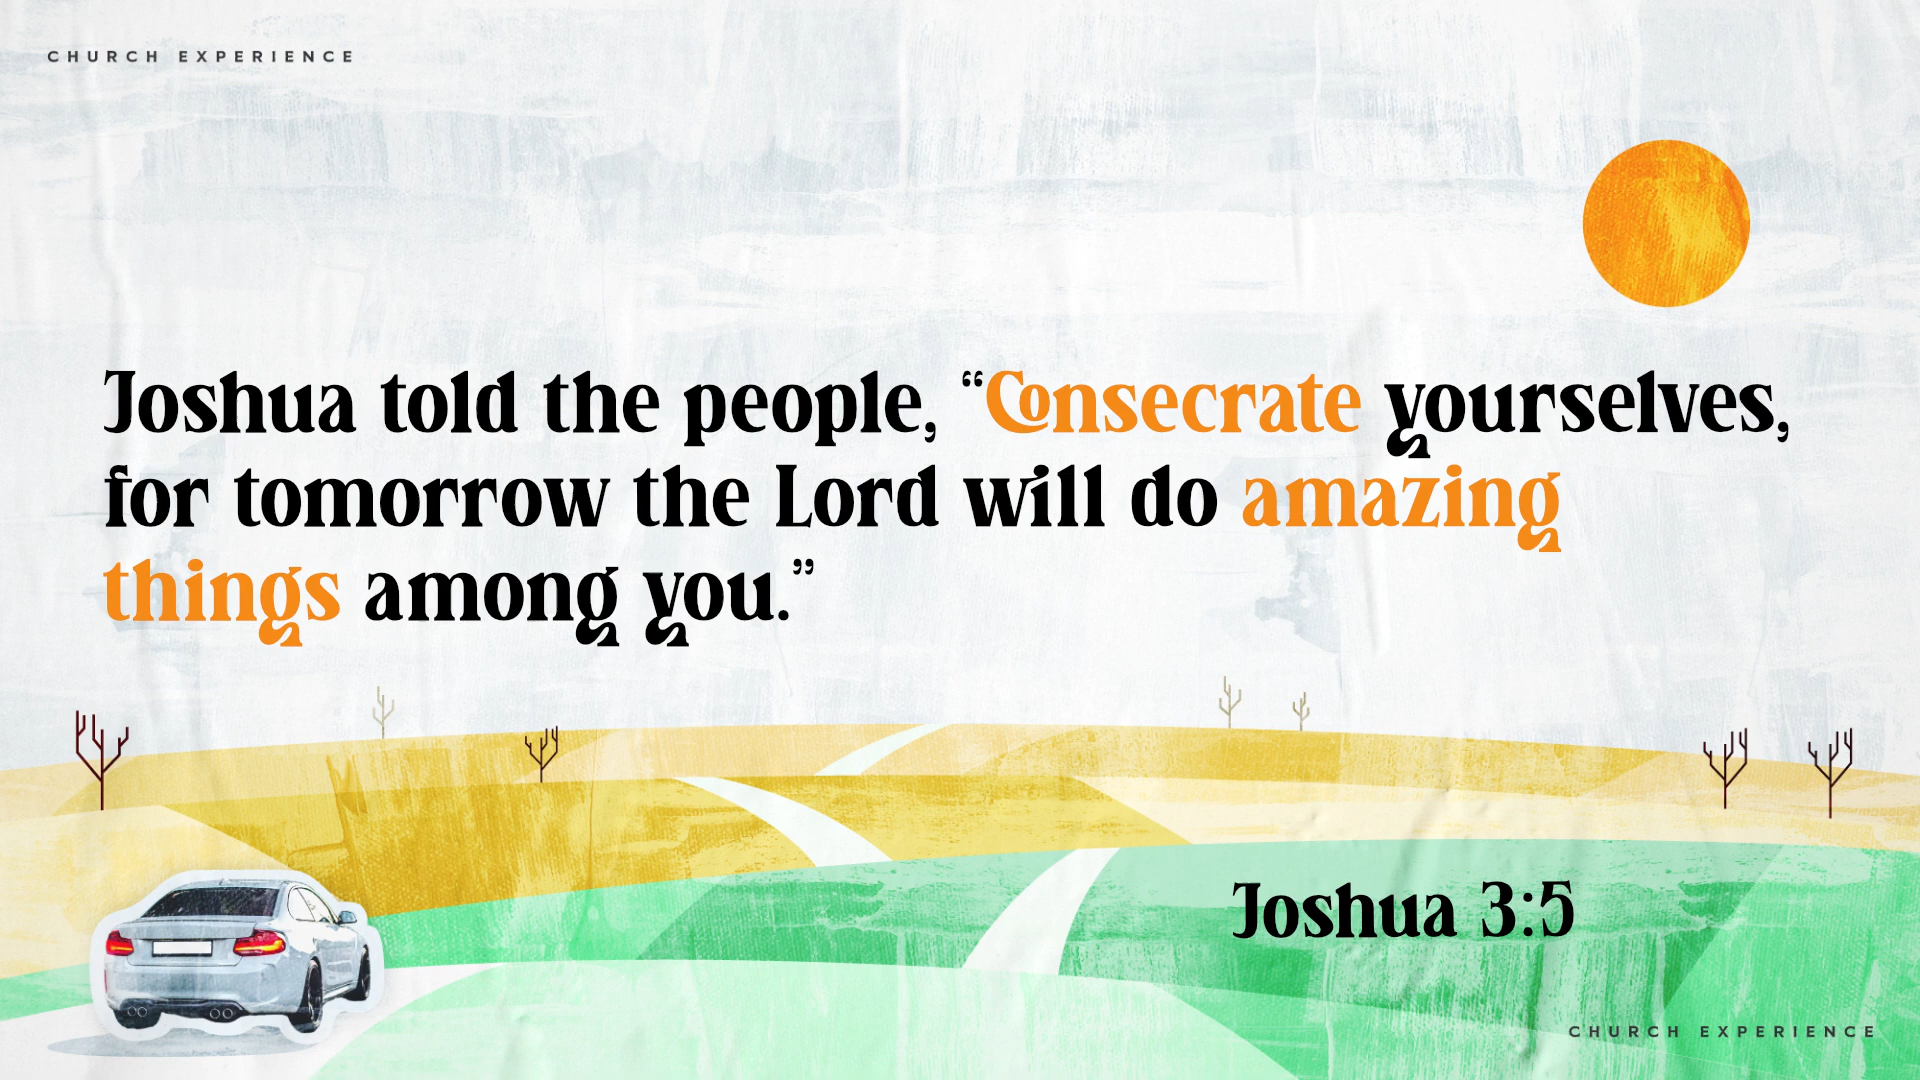 CHURCH EXPERIENCE
Joshua told the people, “Consecrate yourselves,
for tomorrow the Lord will do amazing
things among you.”
Joshua 3:5
CHURCH EXPERIENCE